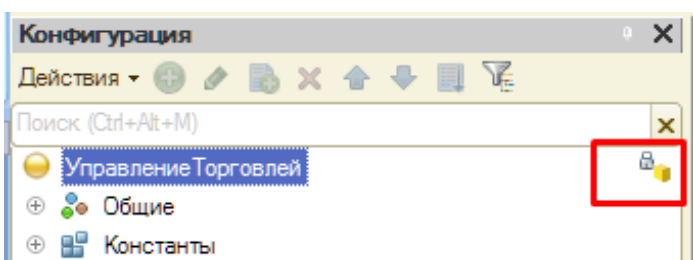 Конфигурация
Действия
Поиск (Ctrl+Alt+M)
УправлениеТорговлей
Общие
Константы